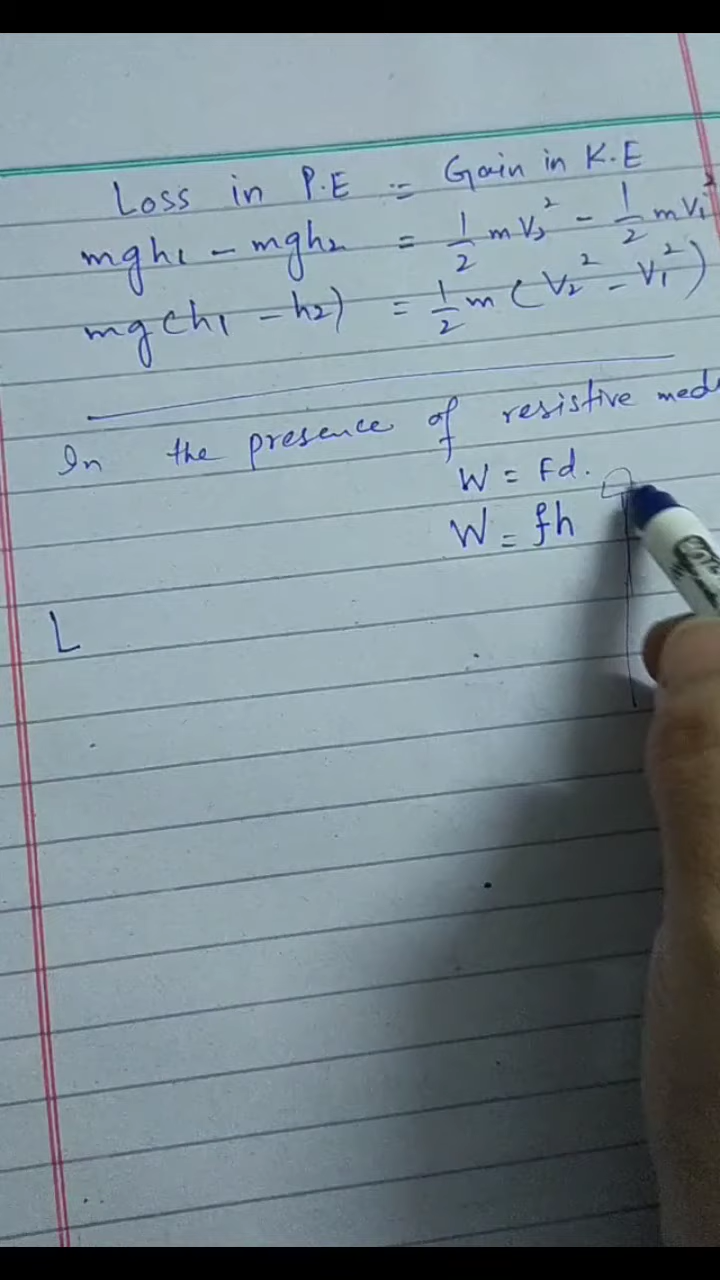 Loss in P.E = Gain in K.E
mgh₁ - mgh₂ = 1/2 mv₂² - 1/2 mv₁²
mg(h₁ - h₂) = 1/2 m (v₂² - v₁²)
In the presence of resistive med
W = Fd.
W = fh
L